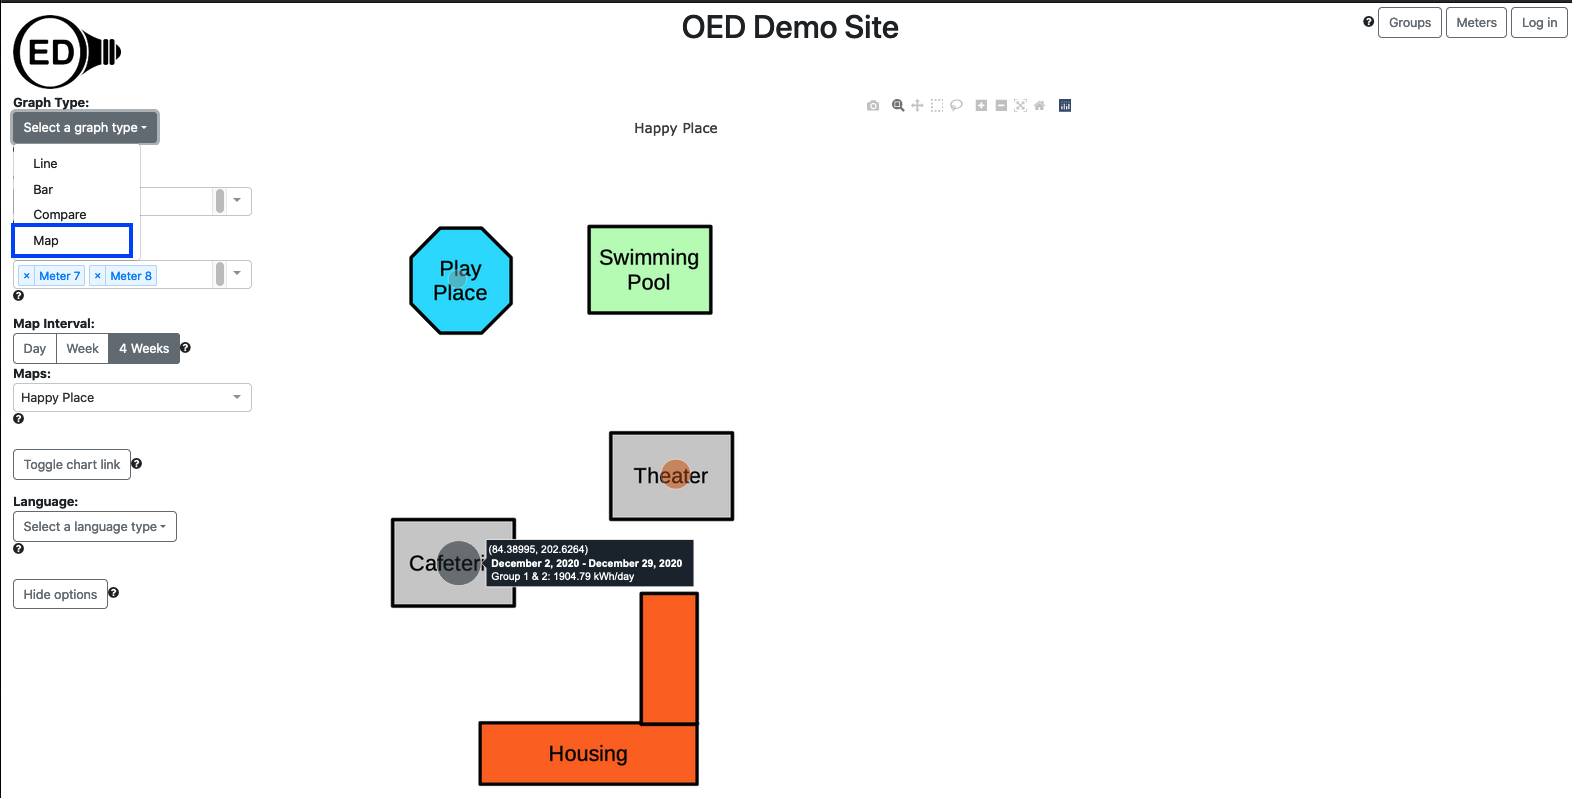 OED Demo Site
Groups
Meters
Log in
ED
Graph Type:
Select a graph type
Line
Bar
Compare
Map
× Meter 7 × Meter 8
Map Interval:
Day Week 4 Weeks
Maps:
Happy Place
Toggle chart link
Language:
Select a language type
Hide options
Happy Place
Play
Place
Swimming
Pool
Theater
Cafeteri
(84.38995, 202.6264)
December 2, 2020 - December 29, 2020
Group 1 & 2: 1904.79 kWh/day
Housing